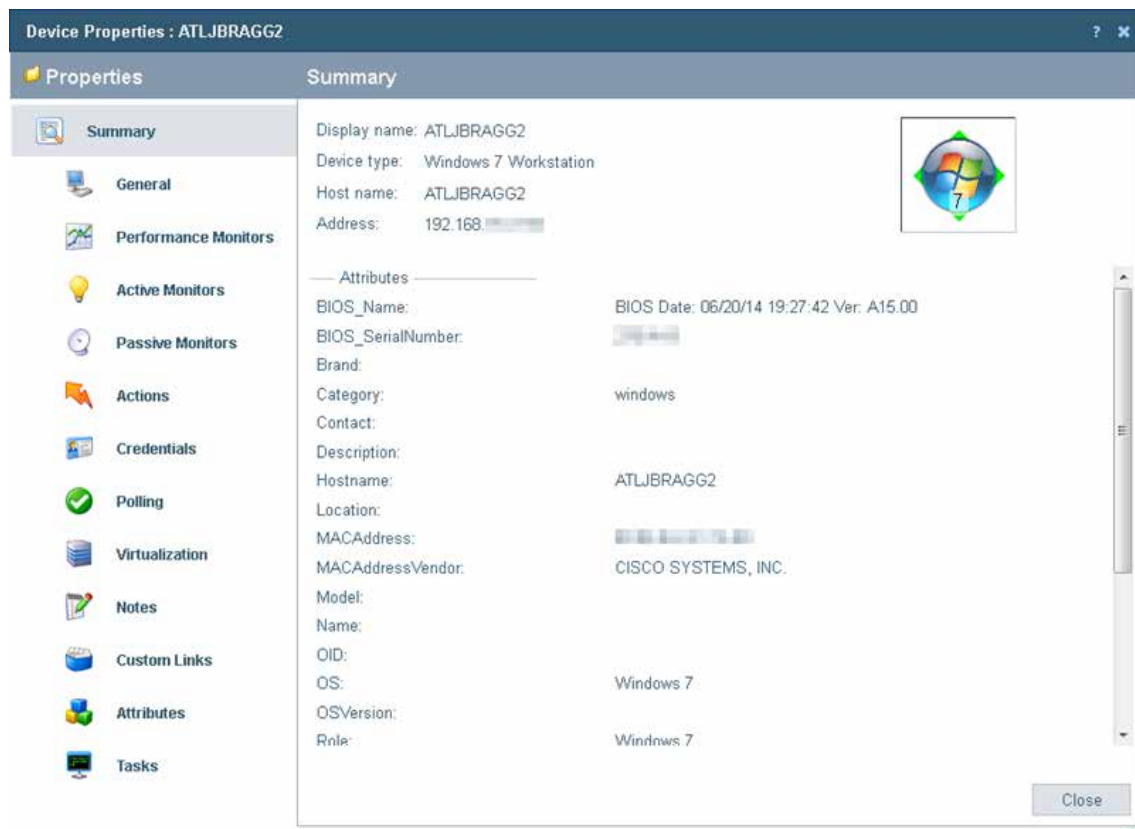 Device Properties : ATLJBRAGG2 ?
Properties
Summary
Summary
General
Performance Monitors
Active Monitors
Passive Monitors
Actions
Credentials
Polling
Virtualization
Notes
Custom Links
Attributes
Tasks
Display name: ATLJBRAGG2
Device type: Windows 7 Workstation
Host name: ATLJBRAGG2
Address: 192.168.
7
Attributes
BIOS_Name: BIOS Date: 06/20/14 19:27:42 Ver: A15.00
BIOS_SerialNumber:
Brand:
Category: windows
Contact:
Description:
Hostname: ATLJBRAGG2
Location:
MACAddress:
MACAddressVendor: CISCO SYSTEMS, INC.
Model:
Name:
OID:
OS: Windows 7
OSVersion:
Role: Windows 7
Close